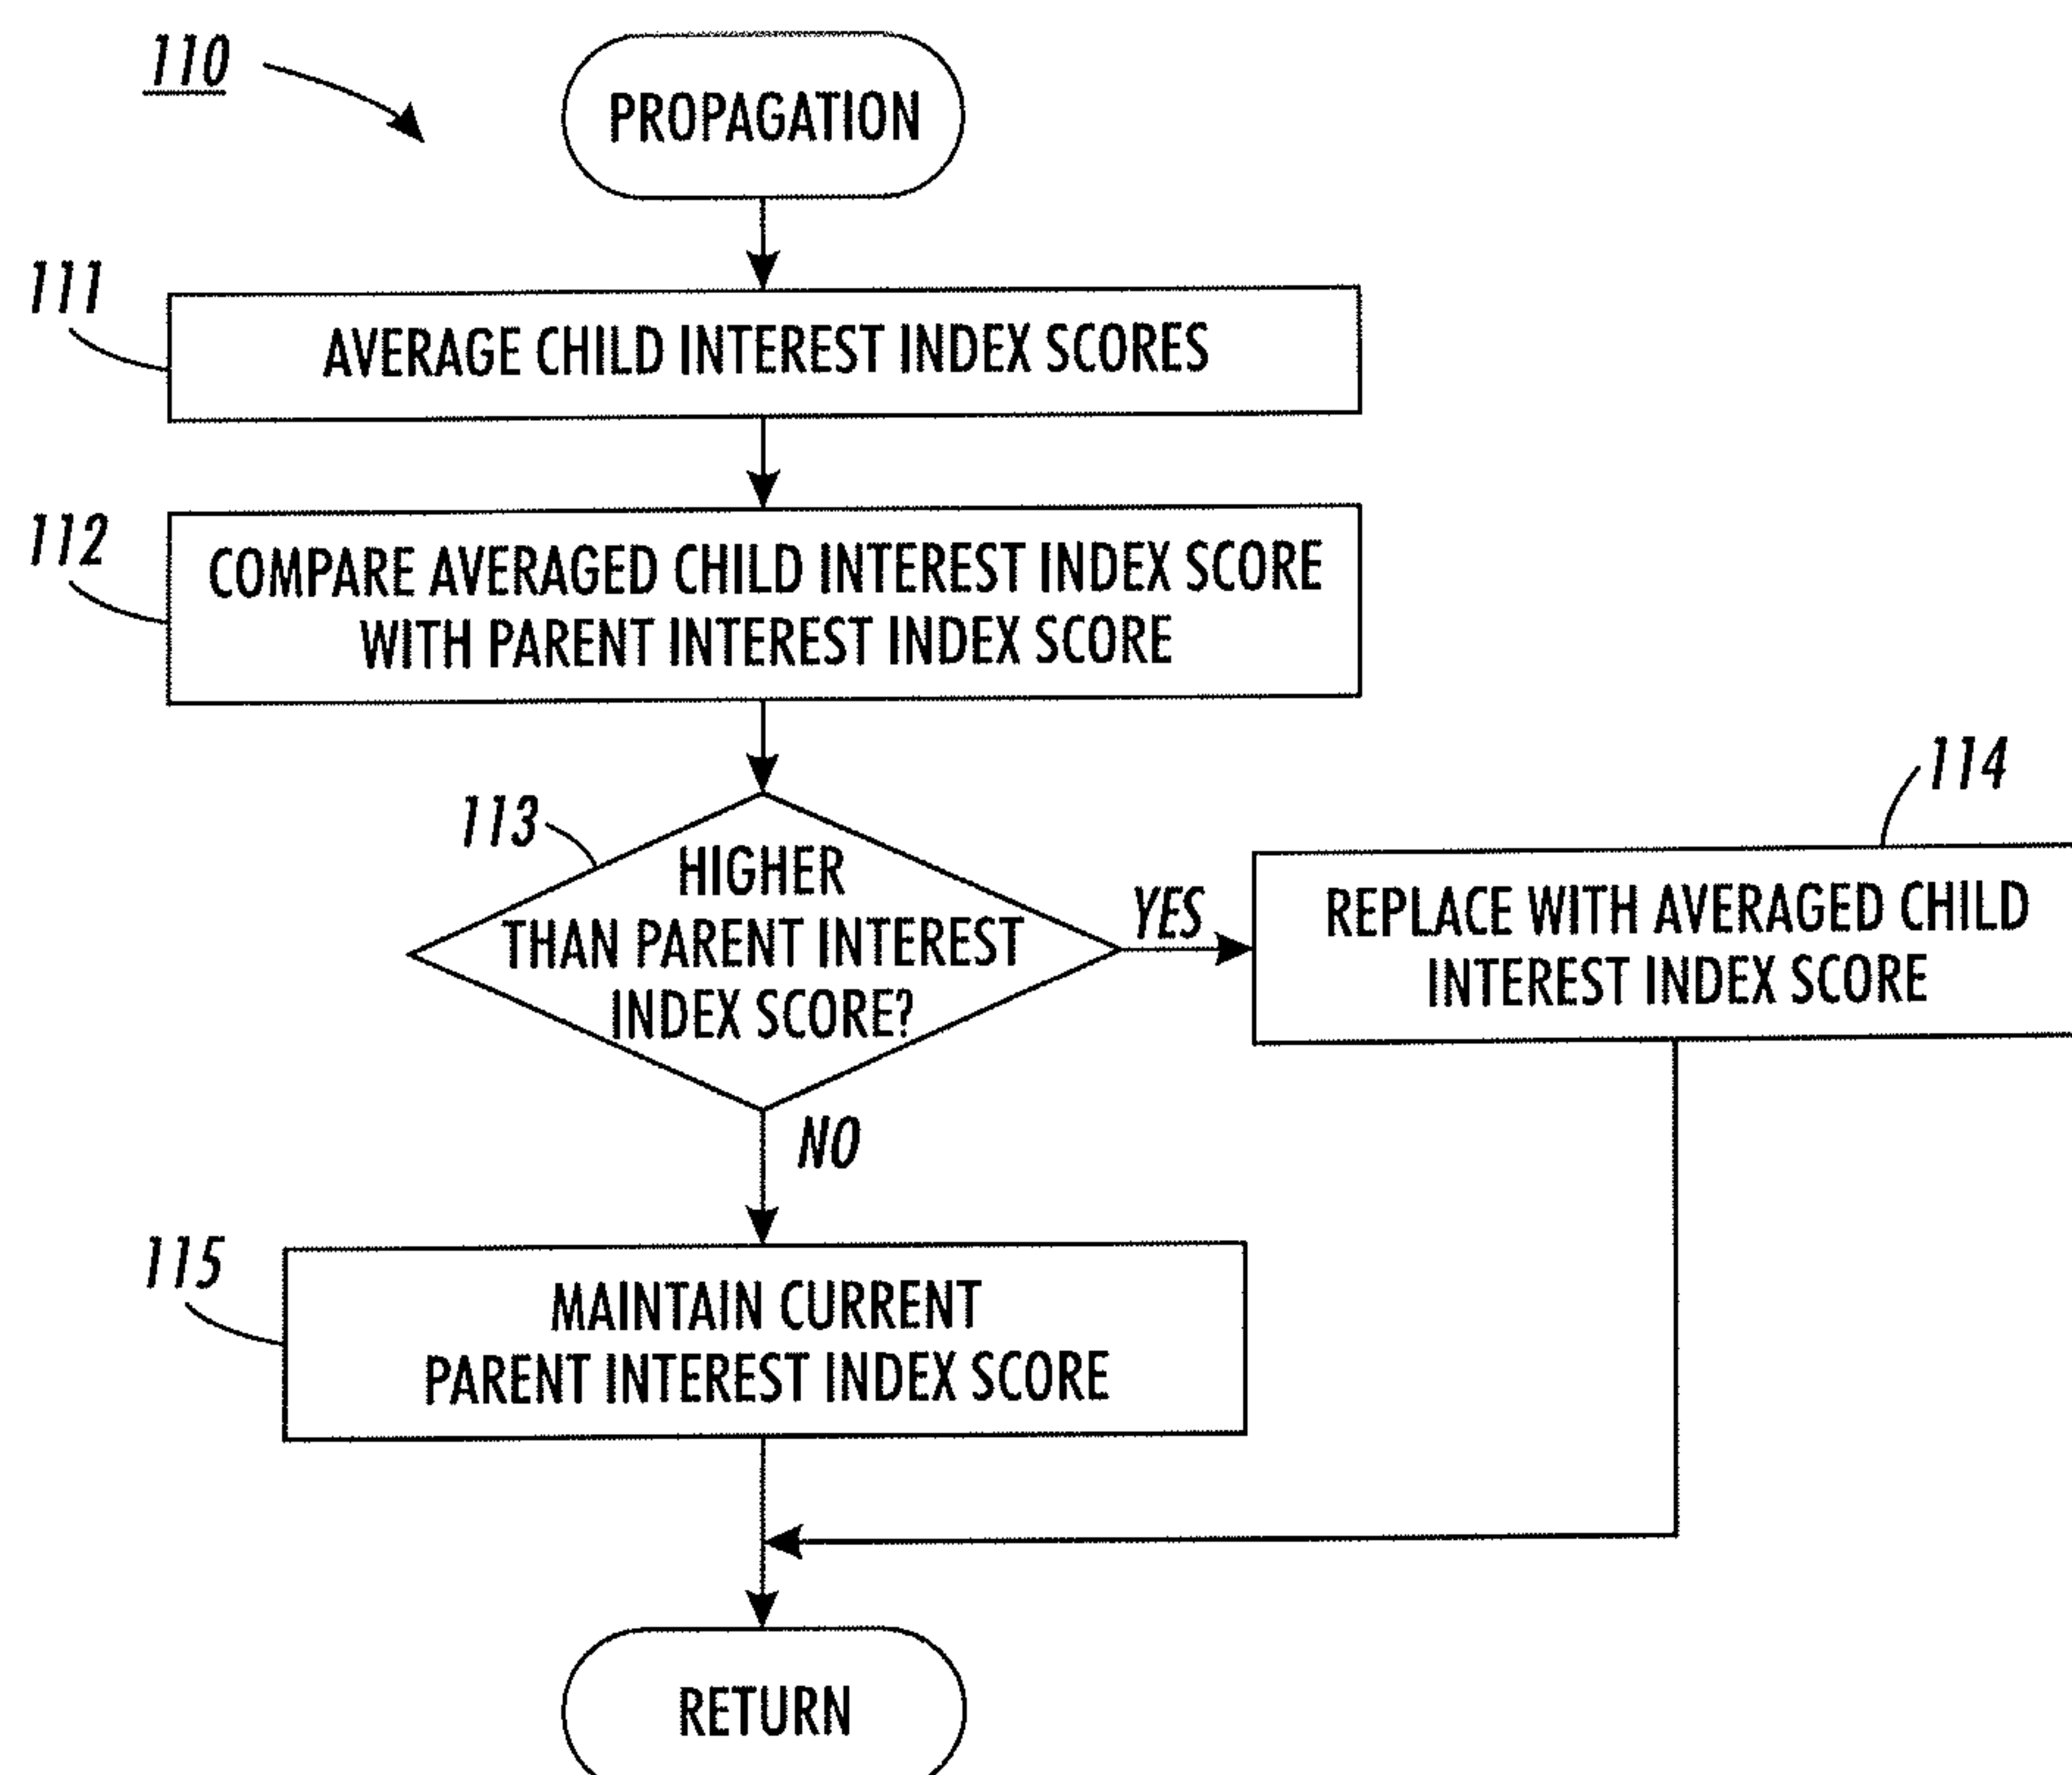 110
PROPAGATION
111
AVERAGE CHILD INTEREST INDEX SCORES
112
COMPARE AVERAGED CHILD INTEREST INDEX SCORE
WITH PARENT INTEREST INDEX SCORE
113
HIGHER
THAN PARENT INTEREST
INDEX SCORE?
YES
114
REPLACE WITH AVERAGED CHILD
INTEREST INDEX SCORE
NO
115
MAINTAIN CURRENT
PARENT INTEREST INDEX SCORE
RETURN